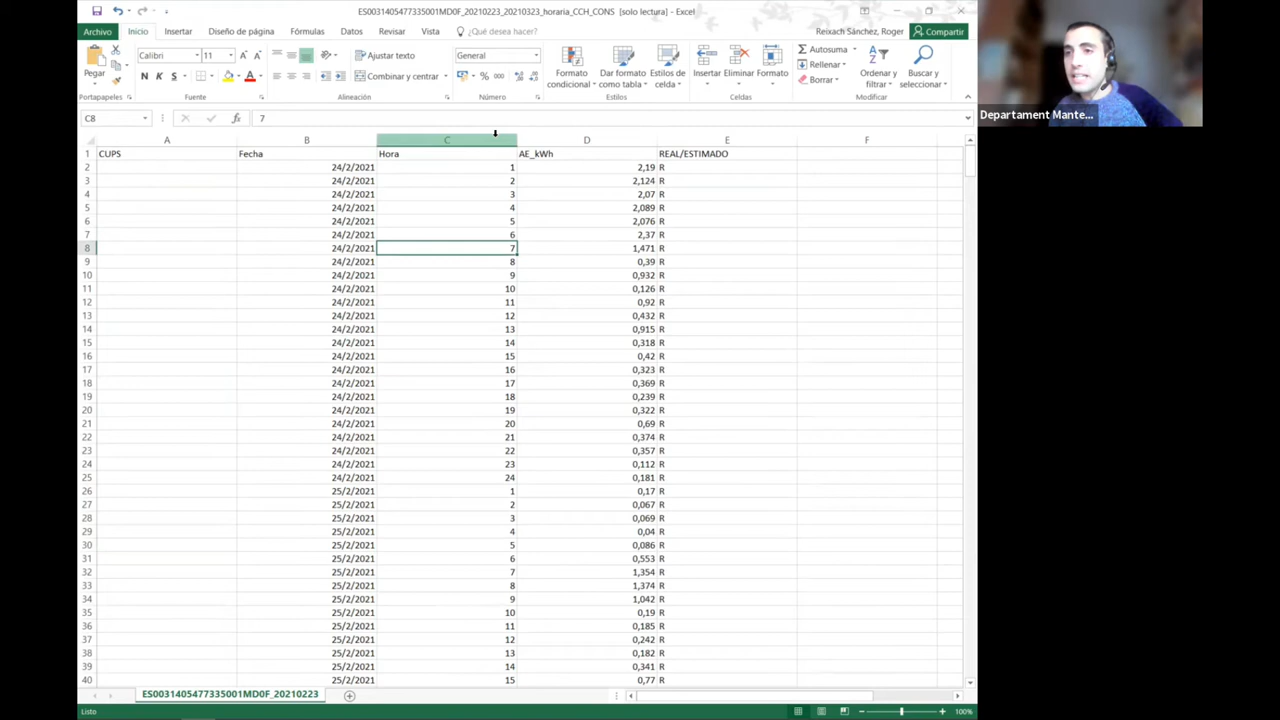 ES0031405477335001MD0F_20210223_20210323_horaria_CCH_CONS [solo lectura] - Excel
Archivo Inicio Insertar Diseño de página Fórmulas Datos Revisar Vista ¿Qué desea hacer? Reixach Sánchez, Roger Compartir
Pegar
Calibri 11
N K S
Ajustar texto
Combinar y centrar
General
% 000
Formato condicional
Dar formato como tabla
Estilos de celda
Insertar Eliminar Formato
Autosuma
Rellenar
Borrar
Ordenar y filtrar
Buscar y seleccionar
Portapapeles Fuente Alineación Número Estilos Celdas Modificar
Departament Mante...
C8 fx 7
A B C D E F
1 CUPS Fecha Hora AE_kWh REAL/ESTIMADO
2 24/2/2021 1 2,19 R
3 24/2/2021 2 2,124 R
4 24/2/2021 3 2,07 R
5 24/2/2021 4 2,089 R
6 24/2/2021 5 2,076 R
7 24/2/2021 6 2,37 R
8 24/2/2021 7 1,471 R
9 24/2/2021 8 0,39 R
10 24/2/2021 9 0,932 R
11 24/2/2021 10 0,126 R
12 24/2/2021 11 0,92 R
13 24/2/2021 12 0,432 R
14 24/2/2021 13 0,915 R
15 24/2/2021 14 0,318 R
16 24/2/2021 15 0,42 R
17 24/2/2021 16 0,323 R
18 24/2/2021 17 0,369 R
19 24/2/2021 18 0,239 R
20 24/2/2021 19 0,322 R
21 24/2/2021 20 0,69 R
22 24/2/2021 21 0,374 R
23 24/2/2021 22 0,357 R
24 24/2/2021 23 0,112 R
25 24/2/2021 24 0,181 R
26 25/2/2021 1 0,17 R
27 25/2/2021 2 0,067 R
28 25/2/2021 3 0,069 R
29 25/2/2021 4 0,04 R
30 25/2/2021 5 0,086 R
31 25/2/2021 6 0,553 R
32 25/2/2021 7 1,354 R
33 25/2/2021 8 1,374 R
34 25/2/2021 9 1,042 R
35 25/2/2021 10 0,19 R
36 25/2/2021 11 0,185 R
37 25/2/2021 12 0,242 R
38 25/2/2021 13 0,182 R
39 25/2/2021 14 0,341 R
40 25/2/2021 15 0,77 R
ES0031405477335001MD0F_20210223
Listo 100%